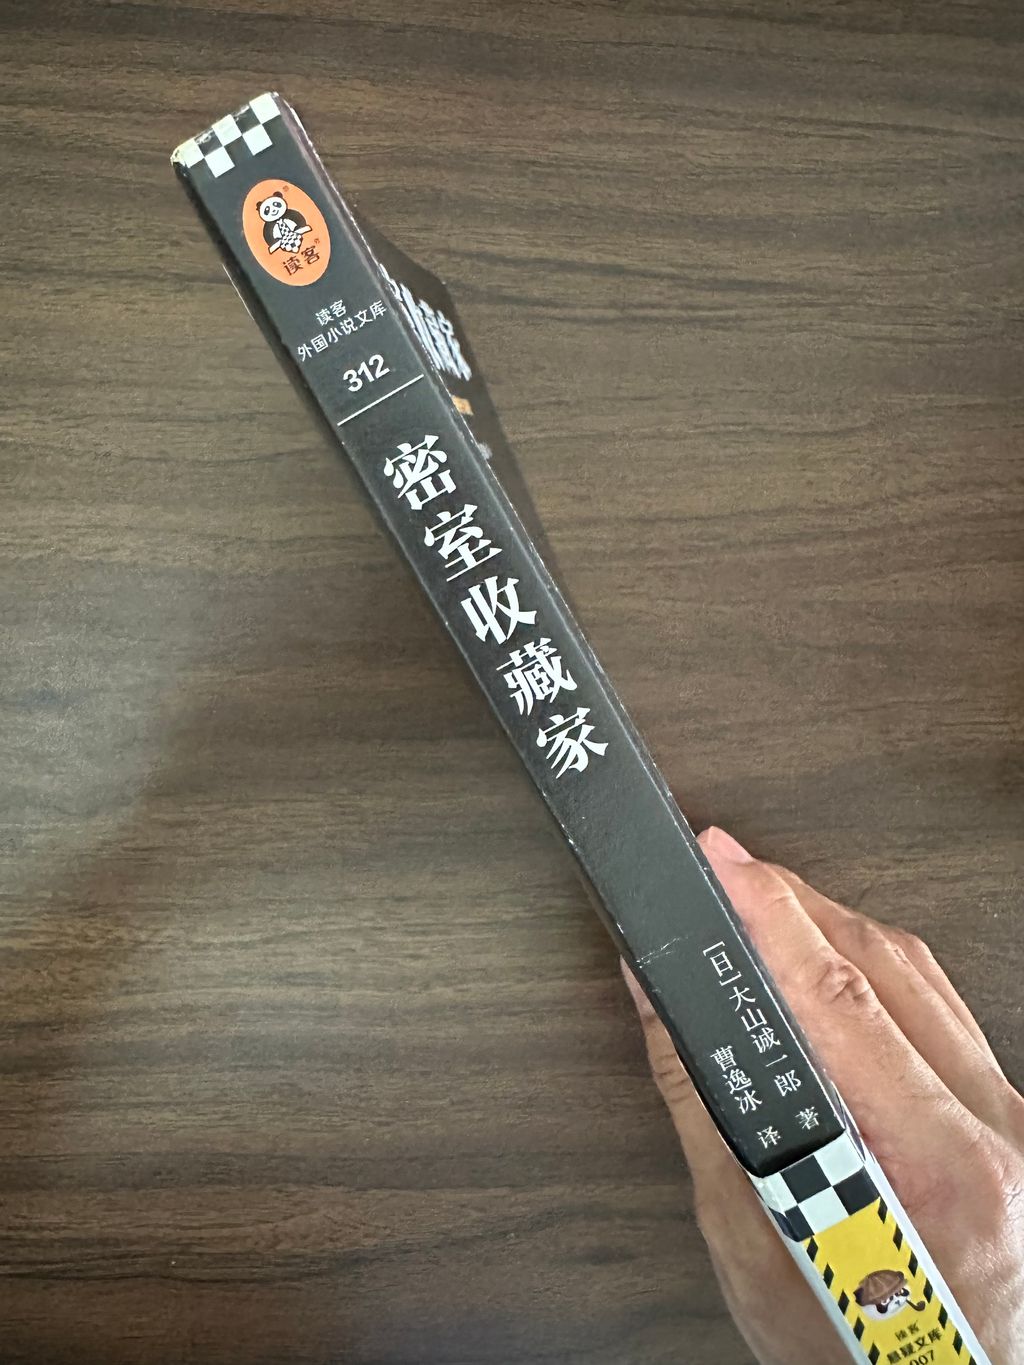 读客
读客
外国小说文库
312
密室收藏家
[日]大山诚一郎 著
曹逸冰 译
读客
悬疑文库
007